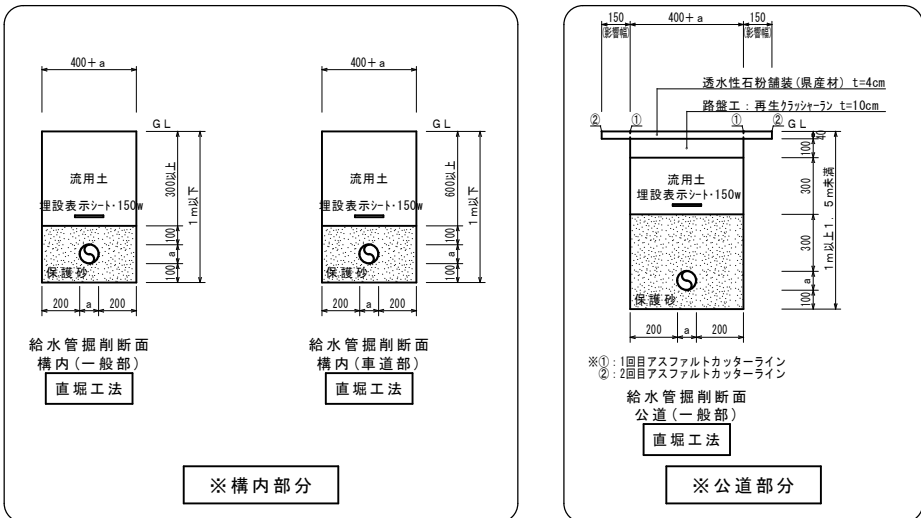 400+a
GL
流用土
埋設表示シート・150w
保護砂
300以上
100
a
100
1m以下
200 a 200
給水管掘削断面
構内(一般部)
直堀工法
400+a
GL
流用土
埋設表示シート・150w
保護砂
600以上
100
a
100
1m以下
200 a 200
給水管掘削断面
構内(車道部)
直堀工法
※構内部分
150 400+a 150
(影響幅) (影響幅)
透水性石粉舗装(県産材) t=4cm
路盤工:再生クラッシャーラン t=10cm
② ① ① ② GL
流用土
埋設表示シート・150w
保護砂
40
100
300
300
a
100
1m以上1.5m未満
200 a 200
※①:1回目アスファルトカッターライン
②:2回目アスファルトカッターライン
給水管掘削断面
公道(一般部)
直堀工法
※公道部分